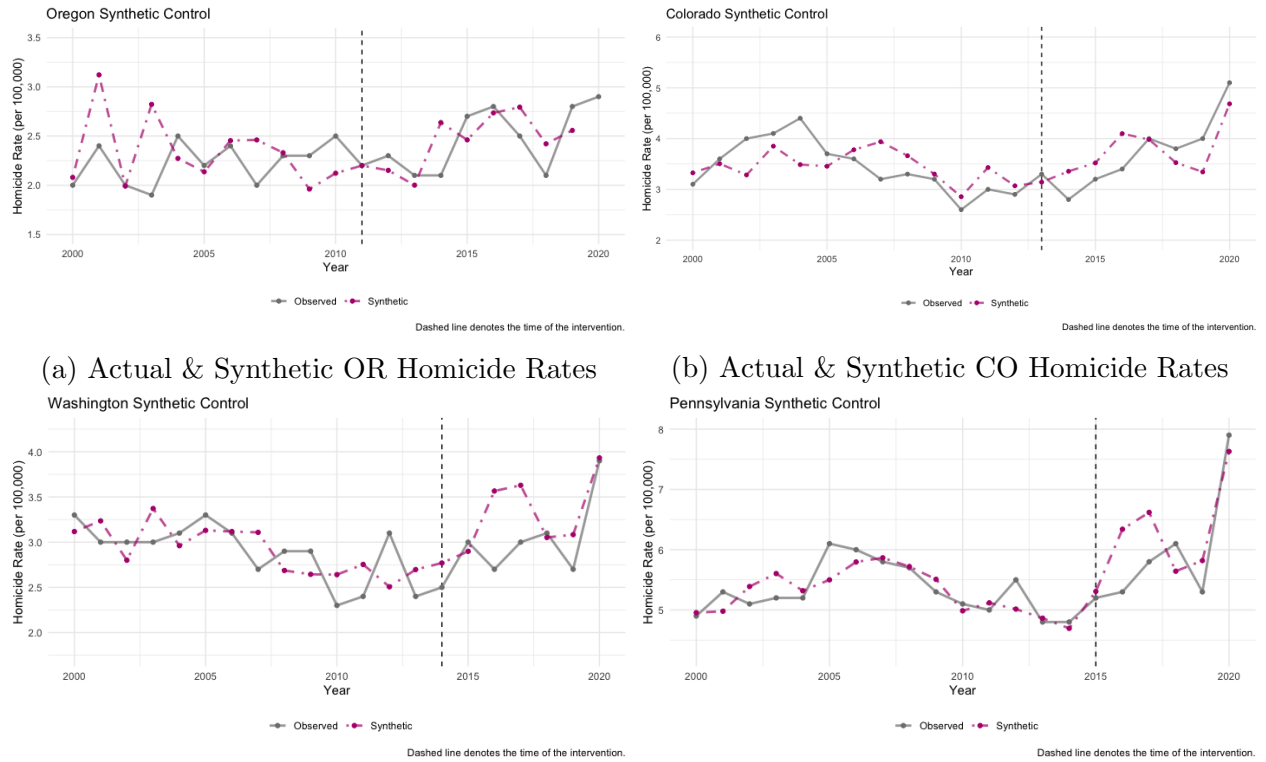 Oregon Synthetic Control
Homicide Rate (per 100,000)
3.5
3.0
2.5
2.0
1.5
2000
2005
2010
2015
2020
Year
Observed
Synthetic
Dashed line denotes the time of the intervention.
(a) Actual & Synthetic OR Homicide Rates
Colorado Synthetic Control
Homicide Rate (per 100,000)
6
5
4
3
2
2000
2005
2010
2015
2020
Year
Observed
Synthetic
Dashed line denotes the time of the intervention.
(b) Actual & Synthetic CO Homicide Rates
Washington Synthetic Control
Homicide Rate (per 100,000)
4.0
3.5
3.0
2.5
2.0
2000
2005
2010
2015
2020
Year
Observed
Synthetic
Dashed line denotes the time of the intervention.
Pennsylvania Synthetic Control
Homicide Rate (per 100,000)
8
7
6
5
2000
2005
2010
2015
2020
Year
Observed
Synthetic
Dashed line denotes the time of the intervention.